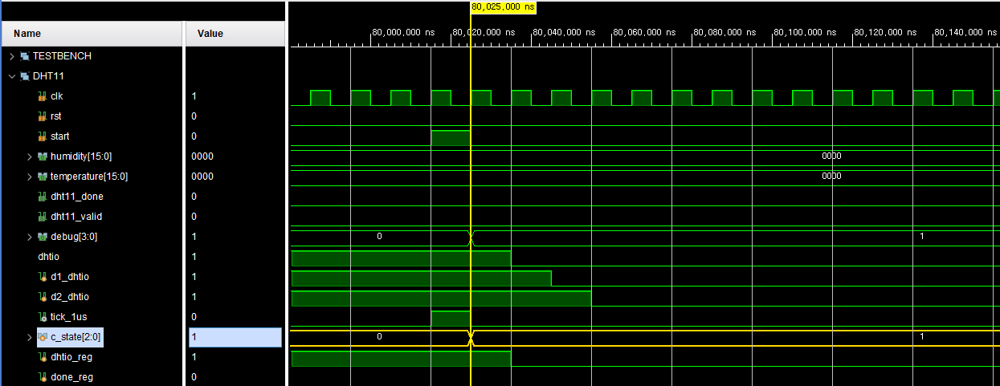 80,025,000 ns
Name Value
80,000,000 ns 80,020,000 ns 80,040,000 ns 80,060,000 ns 80,080,000 ns 80,100,000 ns 80,120,000 ns 80,140,000 ns
TESTBENCH
DHT11
clk 1
rst 0
start 0
humidity[15:0] 0000 0000
temperature[15:0] 0000 0000
dht11_done 0
dht11_valid 0
debug[3:0] 1 0 1
dhtio 1
d1_dhtio 1
d2_dhtio 1
tick_1us 0
c_state[2:0] 1 0 1
dhtio_reg 1
done_reg 0